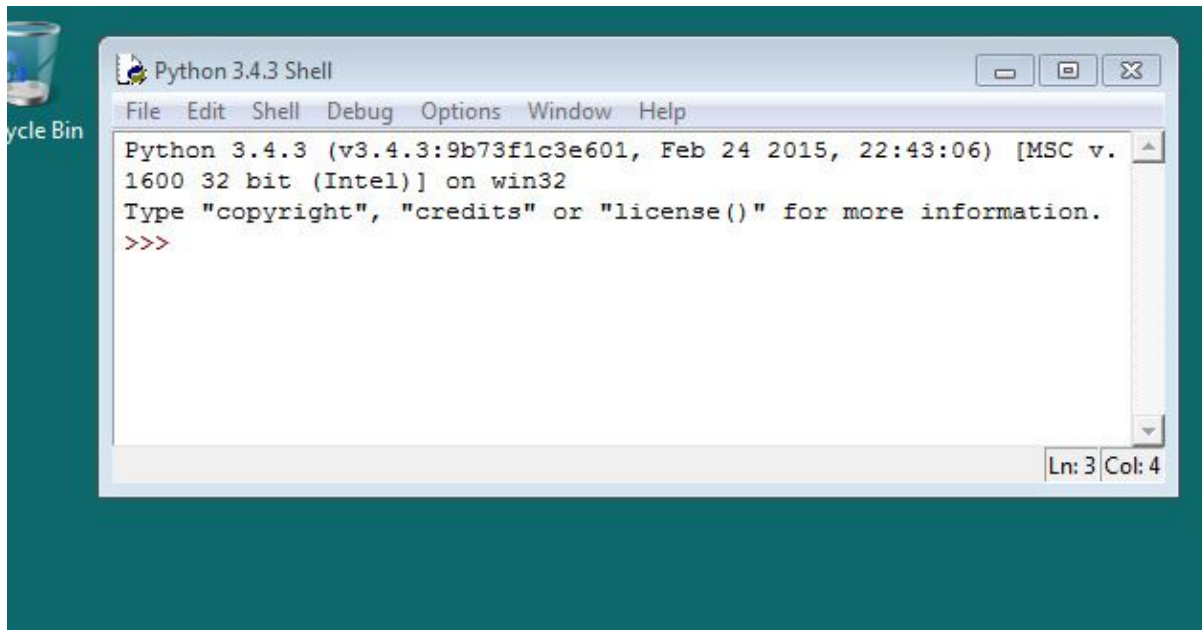 Python 3.4.3 Shell
File Edit Shell Debug Options Window Help
ycle Bin
Python 3.4.3 (v3.4.3:9b73f1c3e601, Feb 24 2015, 22:43:06) [MSC v.
1600 32 bit (Intel)] on win32
Type "copyright", "credits" or "license()" for more information.
>>>
Ln: 3 Col: 4